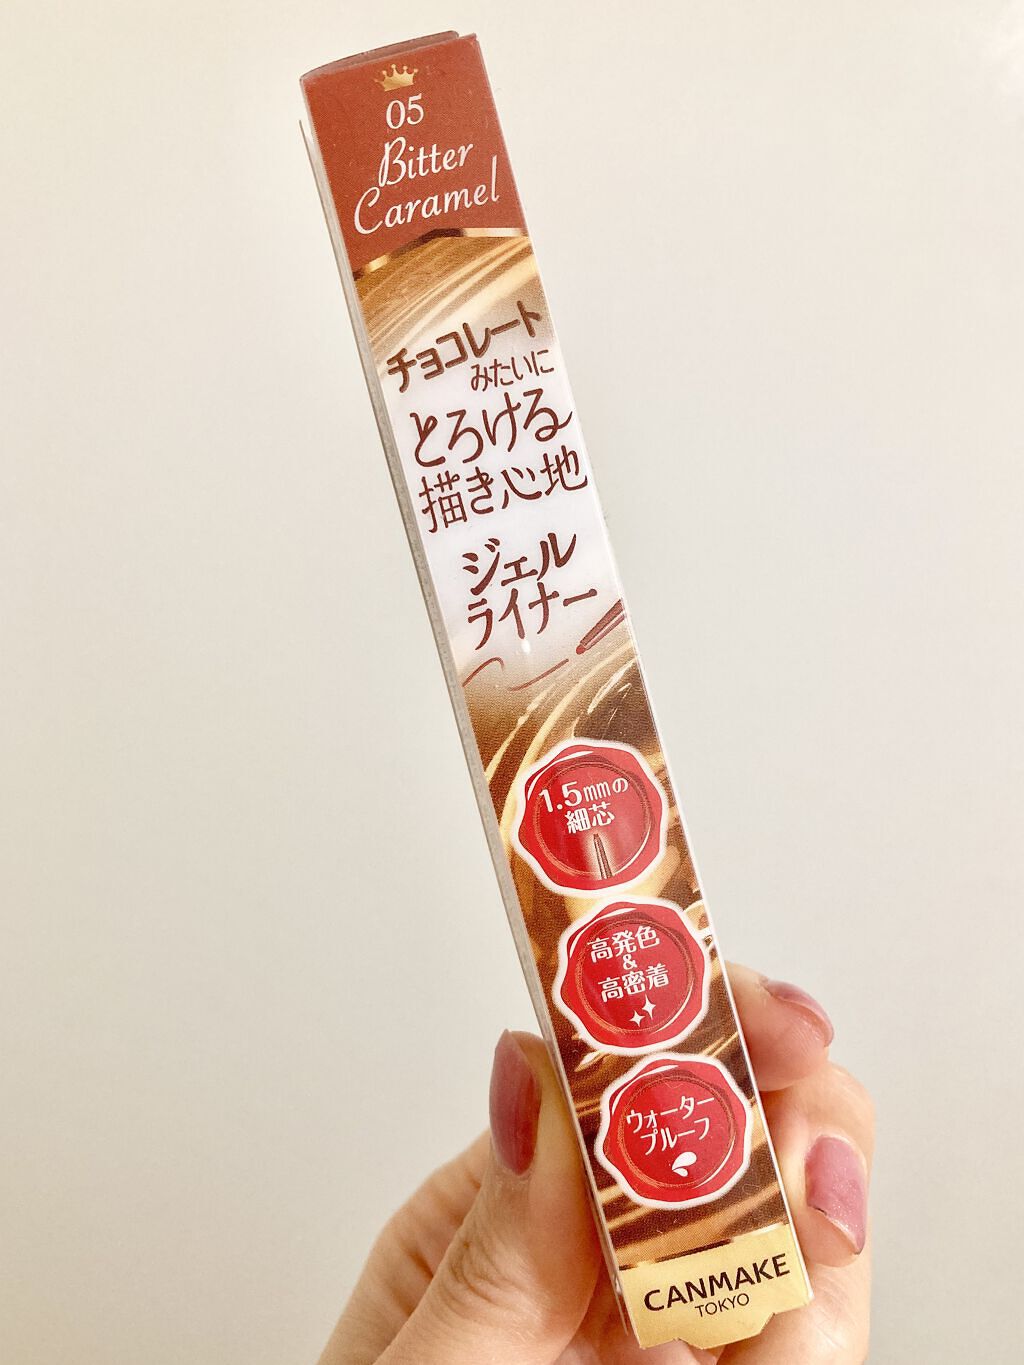 05
Bitter
Caramel
チョコレート
みたいに
とろける
描き心地
ジェル
ライナー
1.5mmの
細芯
高発色
&
高密着
ウォーター
プルーフ
CANMAKE
TOKYO